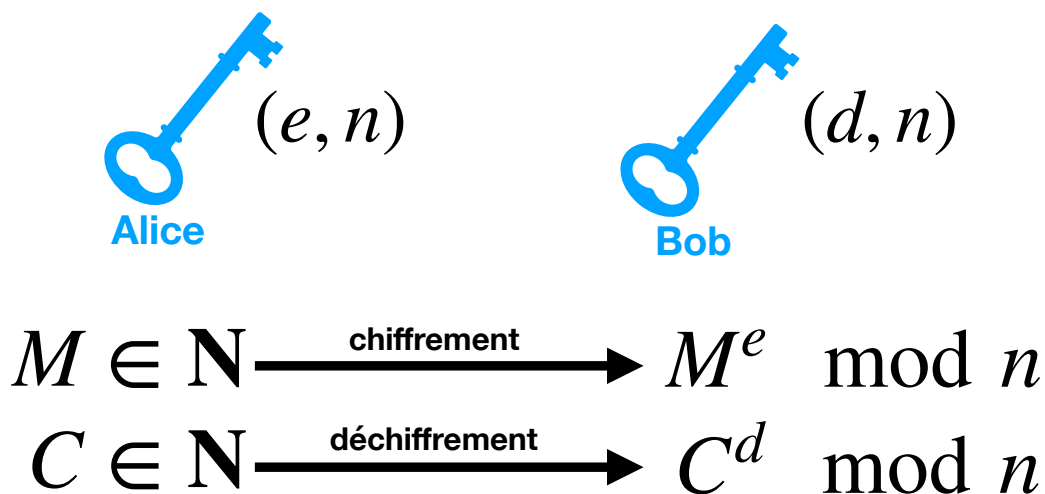 (e, n) (d, n)
Alice Bob
M ∈ N chiffrement M^e mod n
C ∈ N déchiffrement C^d mod n